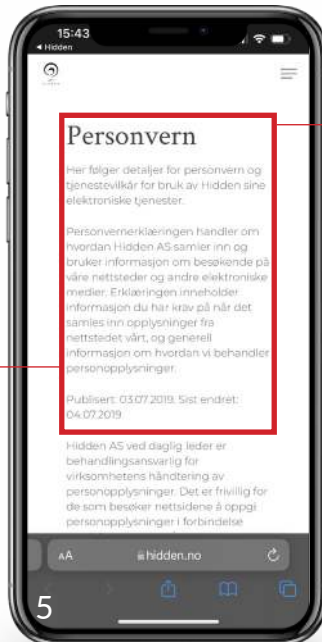 15:43
◀ Hidden
Personvern
Her følger detaljer for personvern og
tjenestevilkår for bruk av Hidden sine
elektroniske tjenester.
Personvernerklæringen handler om
hvordan Hidden AS samler inn og
bruker informasjon om besøkende på
våre nettsteder og andre elektroniske
medier. Erklæringen inneholder
informasjon du har krav på når det
samles inn opplysninger fra
nettstedet vårt, og generell
informasjon om hvordan vi behandler
personopplysninger.
Publisert: 03.07.2019. Sist endret:
04.07.2019
Hidden AS ved daglig leder er
behandlingsansvarlig for
virksomhetens håndtering av
personopplysninger. Det er frivillig for
de som besøker nettsidene å oppgi
personopplysninger i forbindelse
AA hidden.no
5